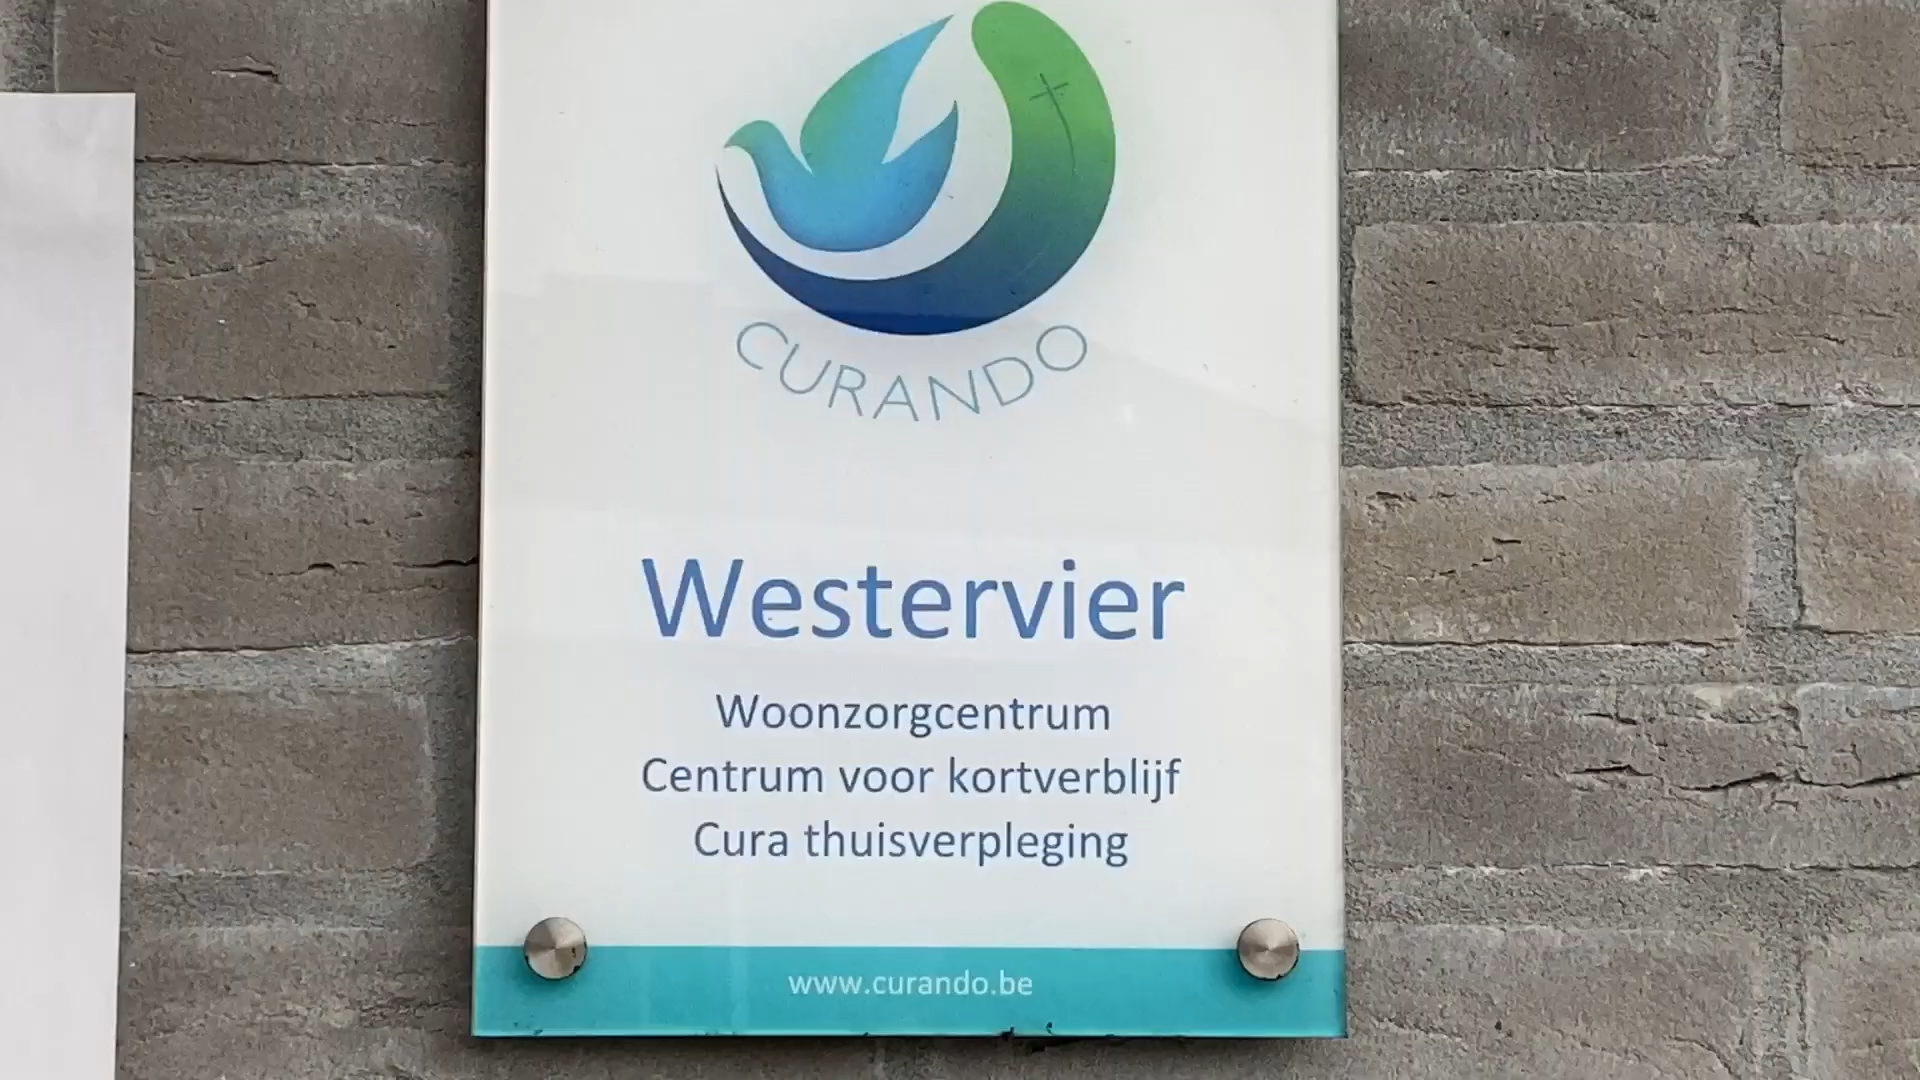 CURANDO
Westervier
Woonzorgcentrum
Centrum voor kortverblijf
Cura thuisverpleging
www.curando.be